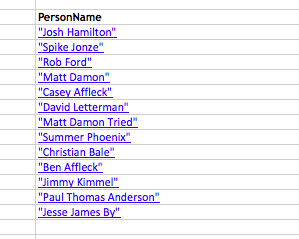 PersonName
"Josh Hamilton"
"Spike Jonze"
"Rob Ford"
"Matt Damon"
"Casey Affleck"
"David Letterman"
"Matt Damon Tried"
"Summer Phoenix"
"Christian Bale"
"Ben Affleck"
"Jimmy Kimmel"
"Paul Thomas Anderson"
"Jesse James By"